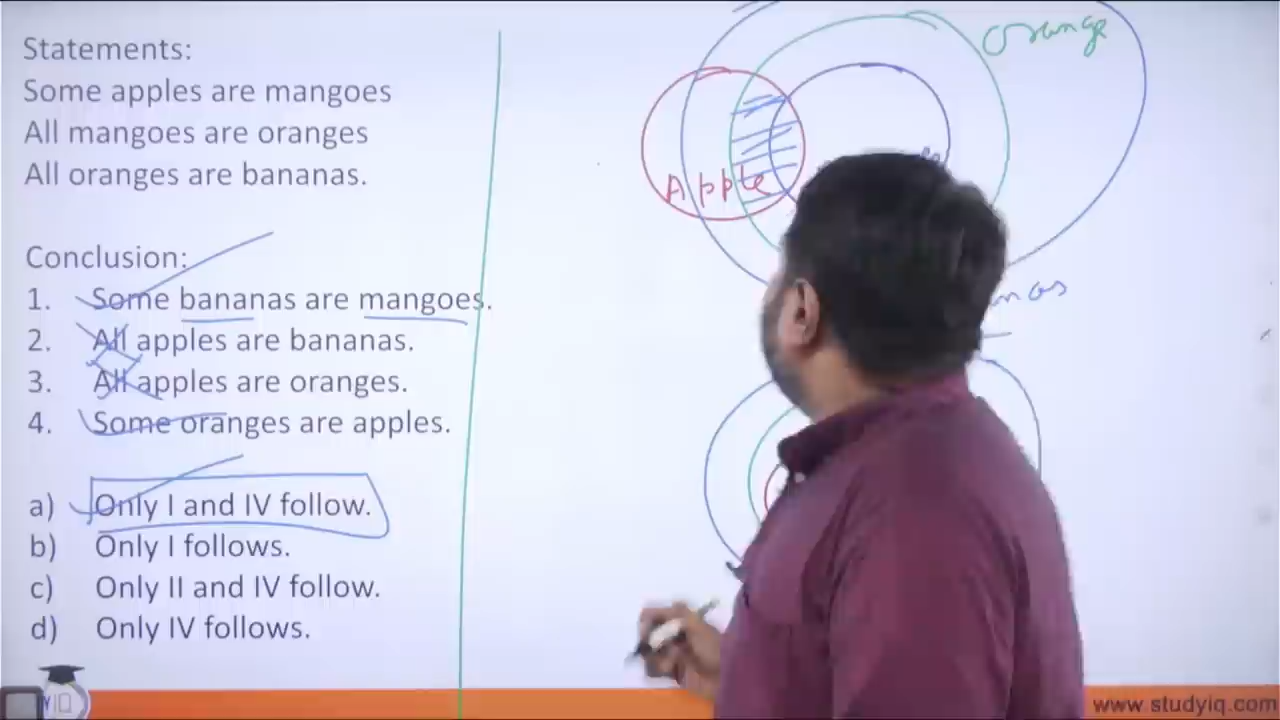 Statements:
Some apples are mangoes
All mangoes are oranges
All oranges are bananas.
Conclusion:
1. Some bananas are mangoes.
2. All apples are bananas.
3. All apples are oranges.
4. Some oranges are apples.
a) Only I and IV follow.
b) Only I follows.
c) Only II and IV follow.
d) Only IV follows.
orange
Apple
www.studyiq.com